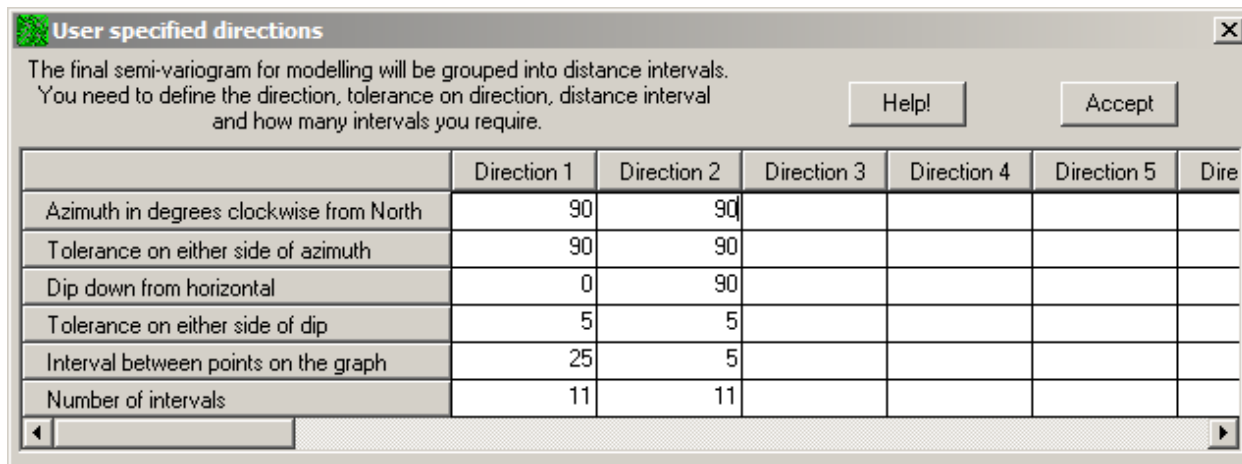 User specified directions
The final semi-variogram for modelling will be grouped into distance intervals.
You need to define the direction, tolerance on direction, distance interval
and how many intervals you require.
Help!
Accept
Direction 1 Direction 2 Direction 3 Direction 4 Direction 5 Dire
Azimuth in degrees clockwise from North 90 90
Tolerance on either side of azimuth 90 90
Dip down from horizontal 0 90
Tolerance on either side of dip 5 5
Interval between points on the graph 25 5
Number of intervals 11 11